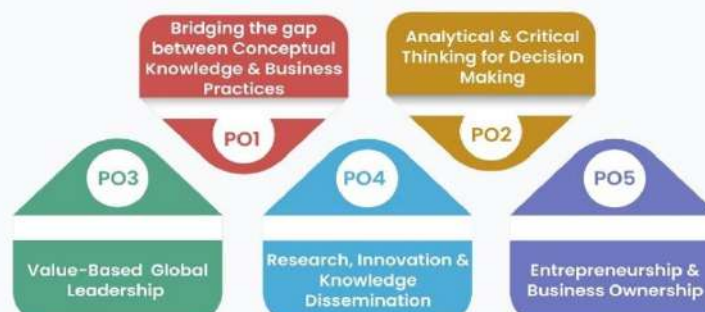 Bridging the gap
between Conceptual
Knowledge & Business
Practices
PO1
Analytical & Critical
Thinking for Decision
Making
PO2
PO3
Value-Based Global
Leadership
PO4
Research, Innovation &
Knowledge
Dissemination
PO5
Entrepreneurship &
Business Ownership